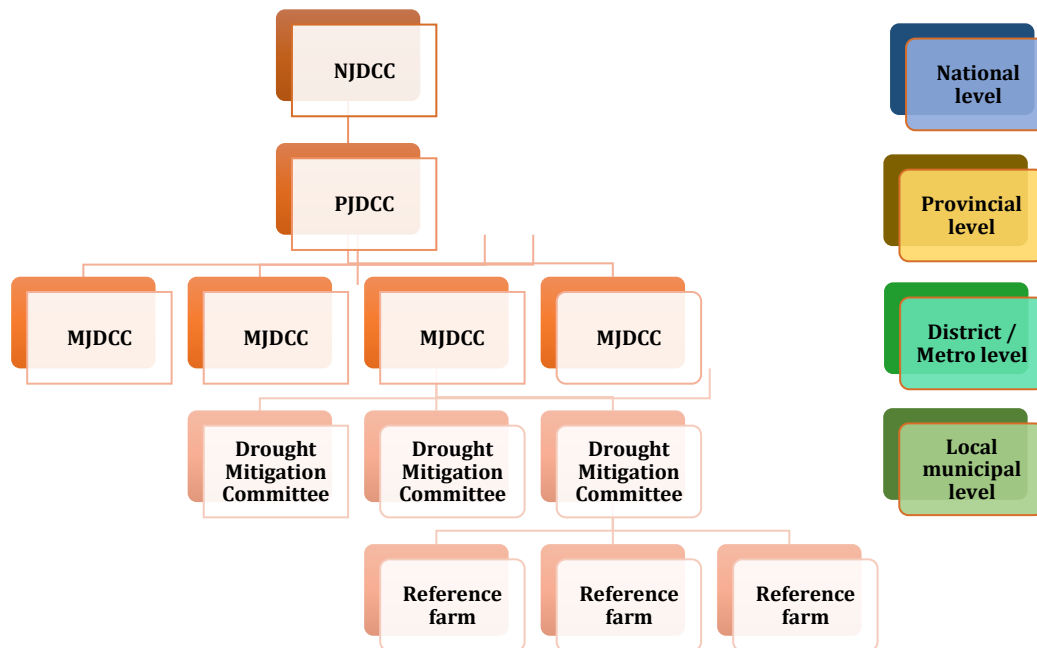 NJDCC
National
level
PJDCC
Provincial
level
MJDCC
MJDCC
MJDCC
MJDCC
District /
Metro level
Drought
Mitigation
Committee
Drought
Mitigation
Committee
Drought
Mitigation
Committee
Local
municipal
level
Reference
farm
Reference
farm
Reference
farm